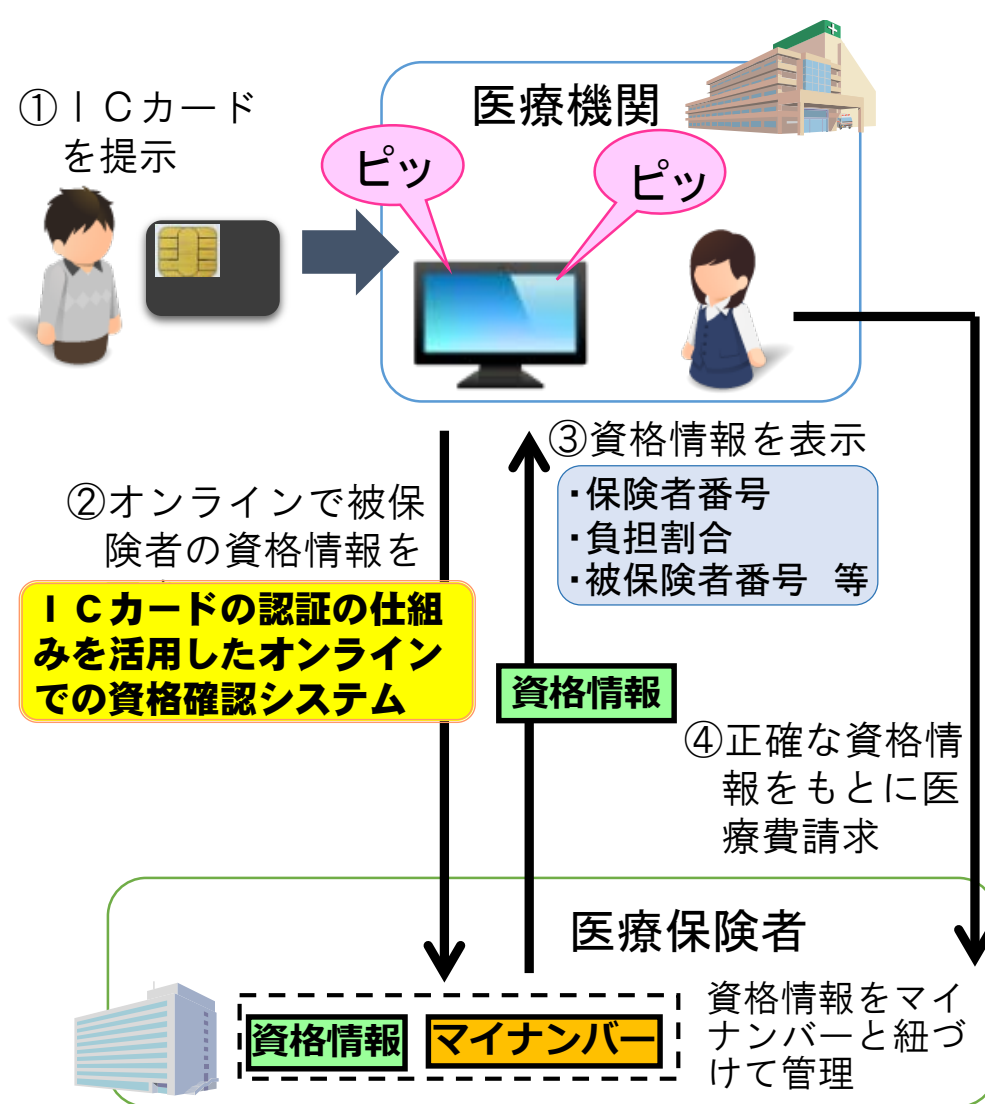 医療機関
①ＩＣカード
を提示
ピッ
ピッ
③資格情報を表示
・保険者番号
・負担割合
・被保険者番号　等
②オンラインで被保
険者の資格情報を
ＩＣカードの認証の仕組
みを活用したオンライン
での資格確認システム
資格情報
④正確な資格情
報をもとに医
療費請求
医療保険者
資格情報
マイナンバー
資格情報をマイ
ナンバーと紐づ
けて管理